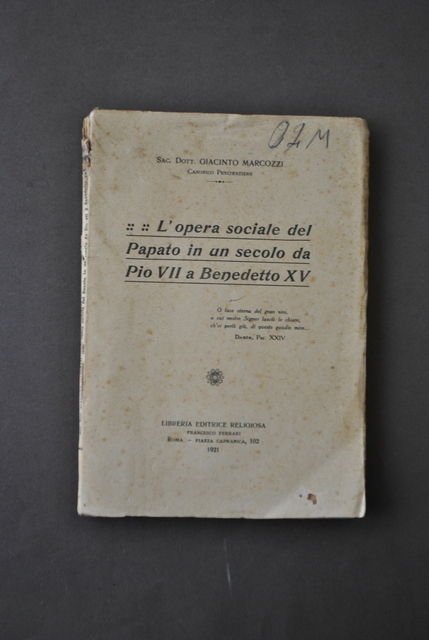 O2M
SAC. DOTT. GIACINTO MARCOZZI
CANONICO PENITENZIERE
:: :: L'opera sociale del
Papato in un secolo da
Pio VII a Benedetto XV
O luce eterna del gran viro,
a cui nostro Signor lasciò le chiavi,
ch'ei portò giù, di questo gaudio miro...
DANTE, PAR. XXIV
LIBRERIA EDITRICE RELIGIOSA
FRANCESCO FERRARI
ROMA — PIAZZA CAPRANICA, 102
1921